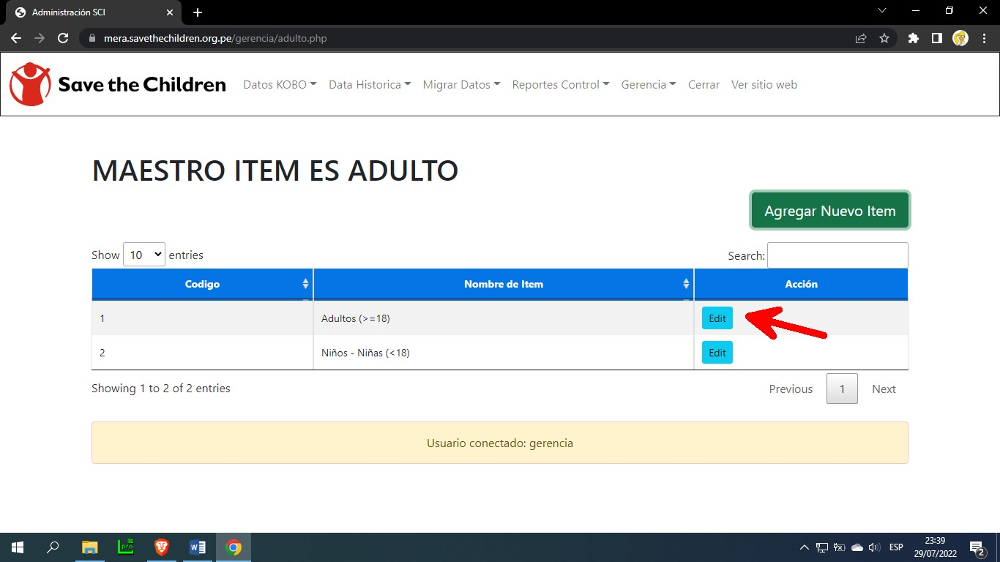 Administración SCI
mera.savethechildren.org.pe/gerencia/adulto.php
Save the Children Datos KOBO Data Historica Migrar Datos Reportes Control Gerencia Cerrar Ver sitio web
MAESTRO ITEM ES ADULTO
Agregar Nuevo Item
Show 10 entries Search:
Codigo Nombre de Item Acción
1 Adultos (>=18) Edit
2 Niños - Niñas (<18) Edit
Showing 1 to 2 of 2 entries Previous 1 Next
Usuario conectado: gerencia
ESP 23:39
29/07/2022 2